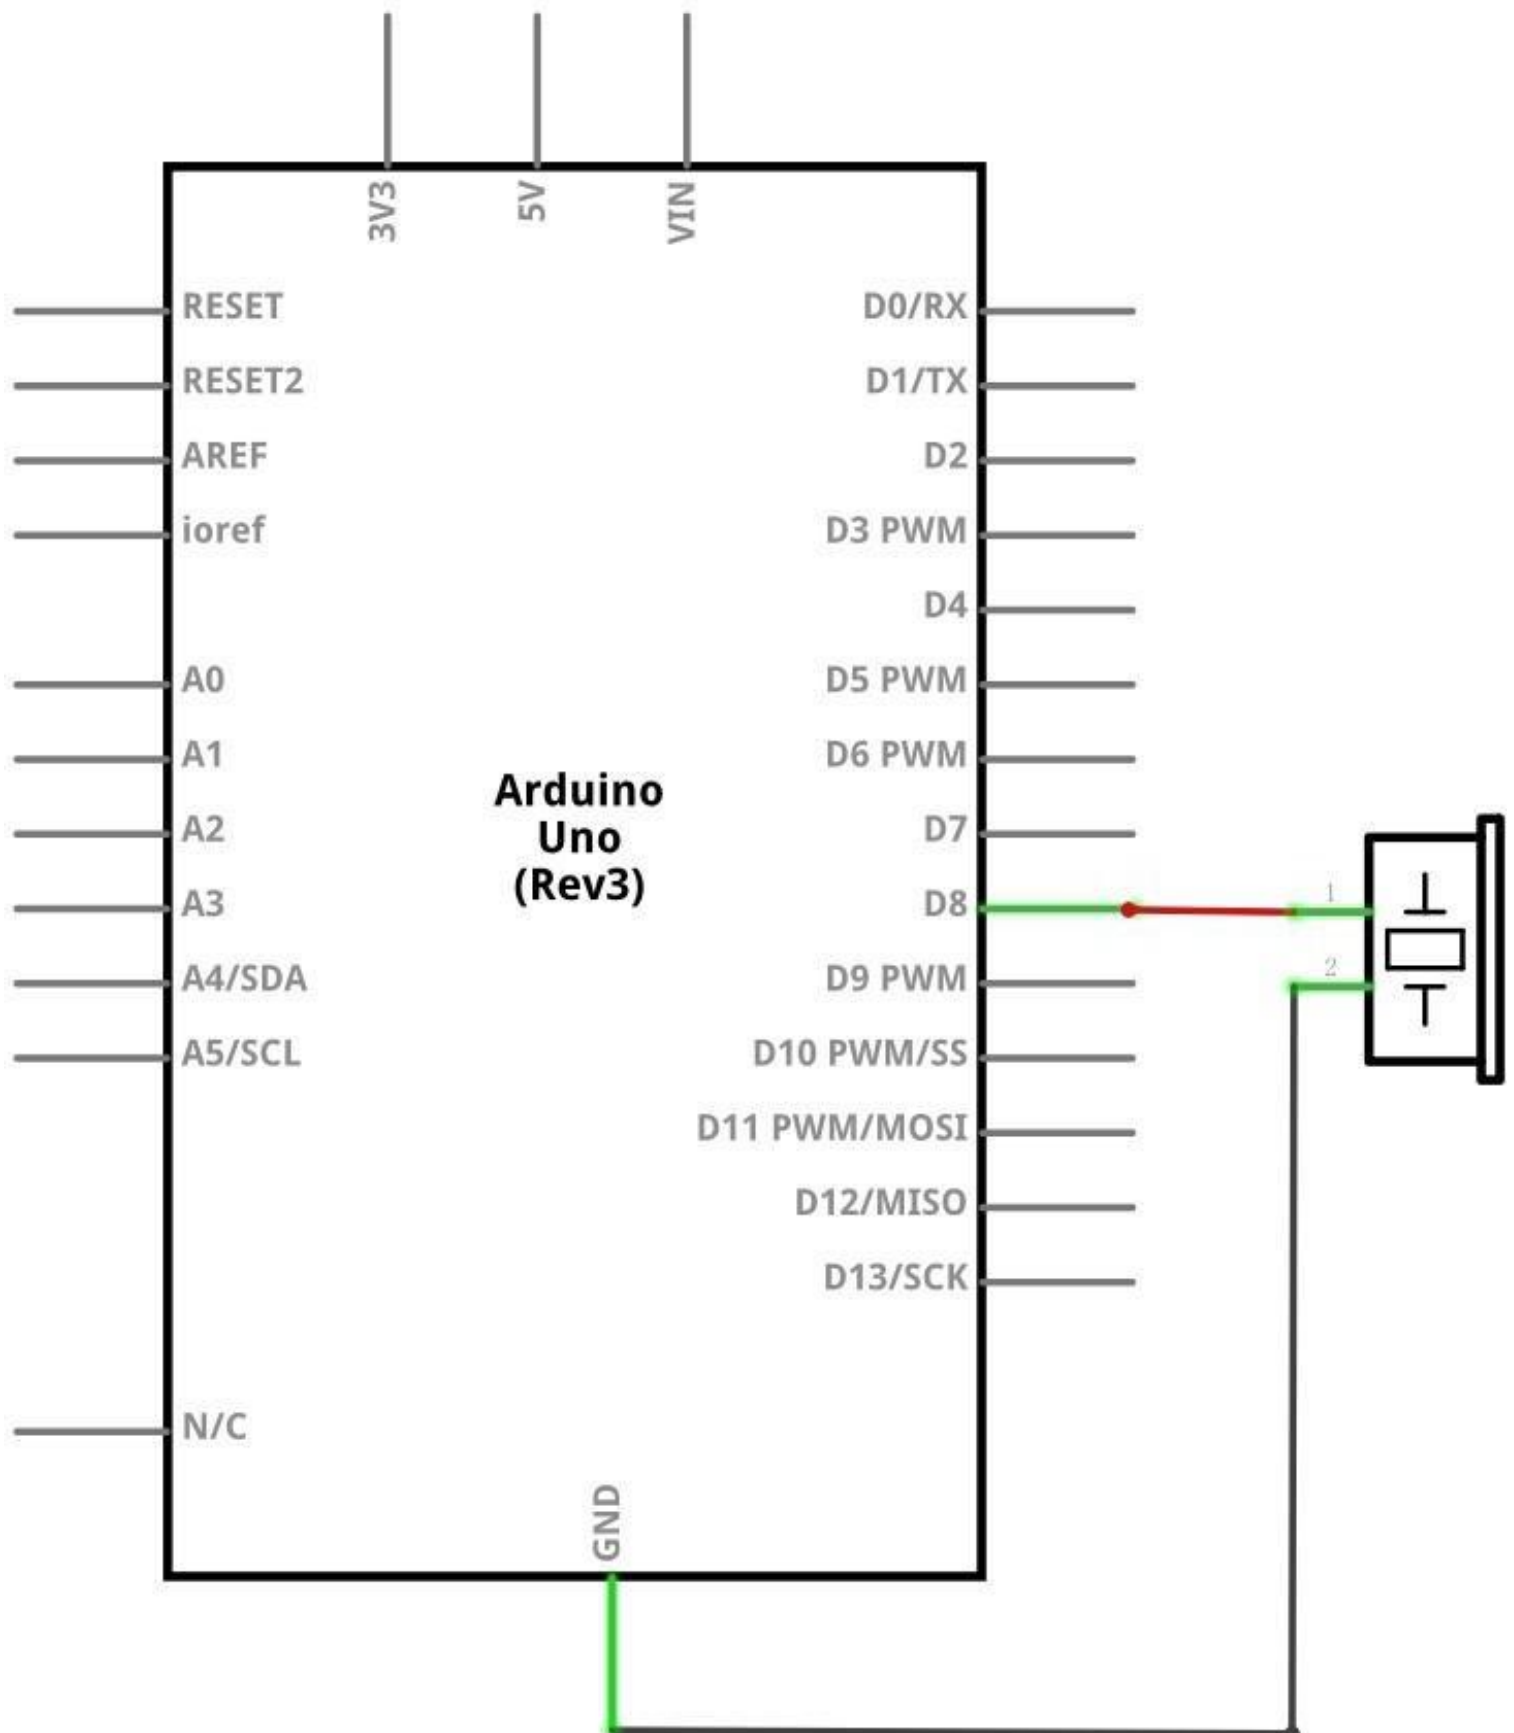 3V3
5V
VIN
RESET
D0/RX
RESET2
D1/TX
AREF
D2
ioref
D3 PWM
D4
A0
D5 PWM
A1
D6 PWM
Arduino
Uno
(Rev3)
A2
D7
A3
D8
1
A4/SDA
D9 PWM
2
A5/SCL
D10 PWM/SS
D11 PWM/MOSI
D12/MISO
D13/SCK
N/C
GND